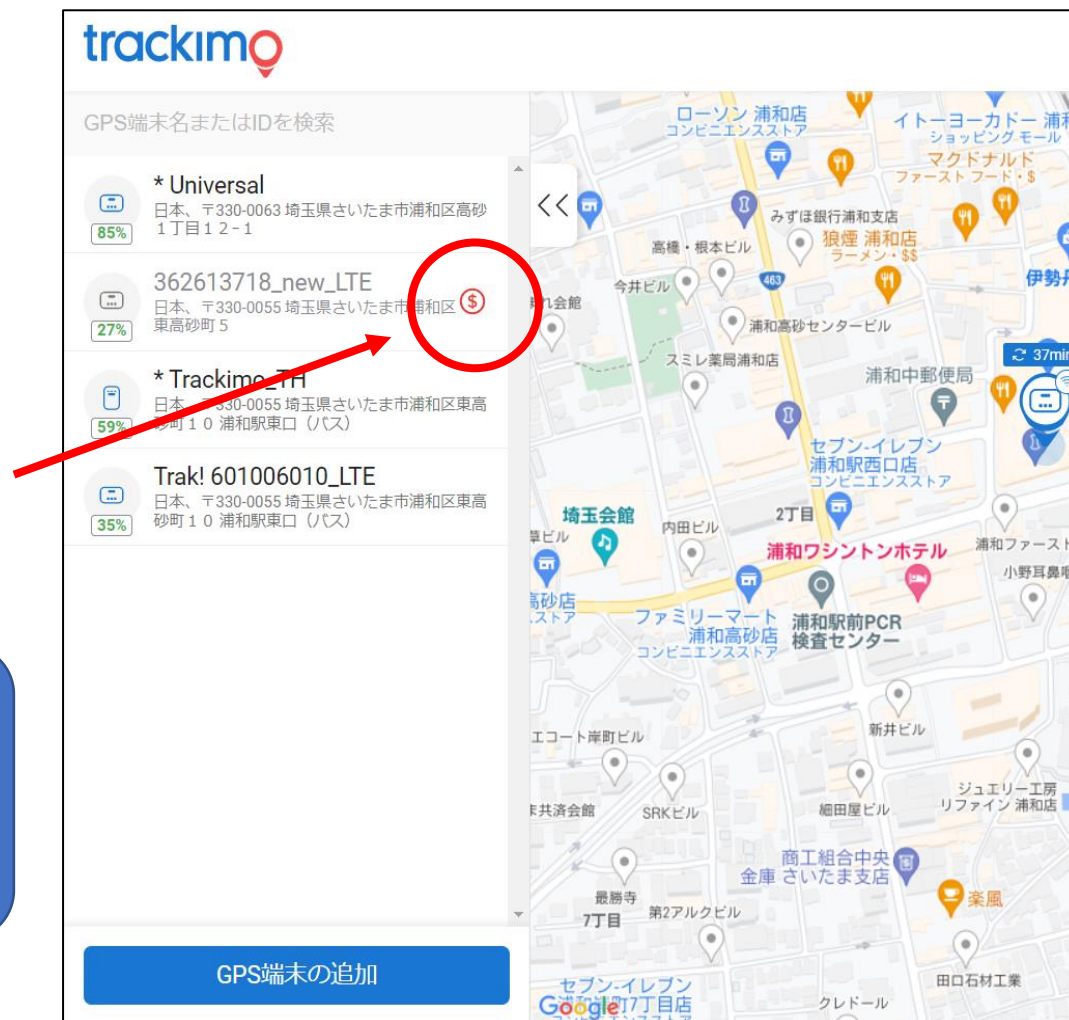 trackimo
GPS端末名またはIDを検索
* Universal
日本、〒330-0063 埼玉県さいたま市浦和区高砂
１丁目１２−１
85%
362613718_new_LTE
日本、〒330-0055 埼玉県さいたま市浦和区
東高砂町５
27%
$
* Trackimo_TH
日本、〒330-0055 埼玉県さいたま市浦和区東高
砂町１０ 浦和駅東口（バス）
59%
Trak! 601006010_LTE
日本、〒330-0055 埼玉県さいたま市浦和区東高
砂町１０ 浦和駅東口（バス）
35%
GPS端末の追加
<<
ローソン 浦和店
コンビニエンスストア
イトーヨーカドー 浦和
ショッピング モール
マクドナルド
ファースト フード・$
みずほ銀行浦和支店
狼煙 浦和店
ラーメン・$$
高橋・根本ビル
463
今井ビル
れ会館
浦和高砂センタービル
伊勢丹
スミレ薬局浦和店
37min
浦和中郵便局
セブン-イレブン
浦和駅西口店
コンビニエンスストア
埼玉会館
内田ビル
2丁目
草ビル
浦和ワシントンホテル
浦和ファースト
小野耳鼻咽
高砂店
ストア
ファミリーマート
浦和高砂店
コンビニエンスストア
浦和駅前PCR
検査センター
エコート岸町ビル
新井ビル
ジュエリー工房
リファイン 浦和店
共済会館
SRKビル
細田屋ビル
商工組合中央
金庫 さいたま支店
最勝寺
7丁目
第2アルクビル
楽風
田口石材工業
セブン-イレブン
7丁目店
Google
クレドール